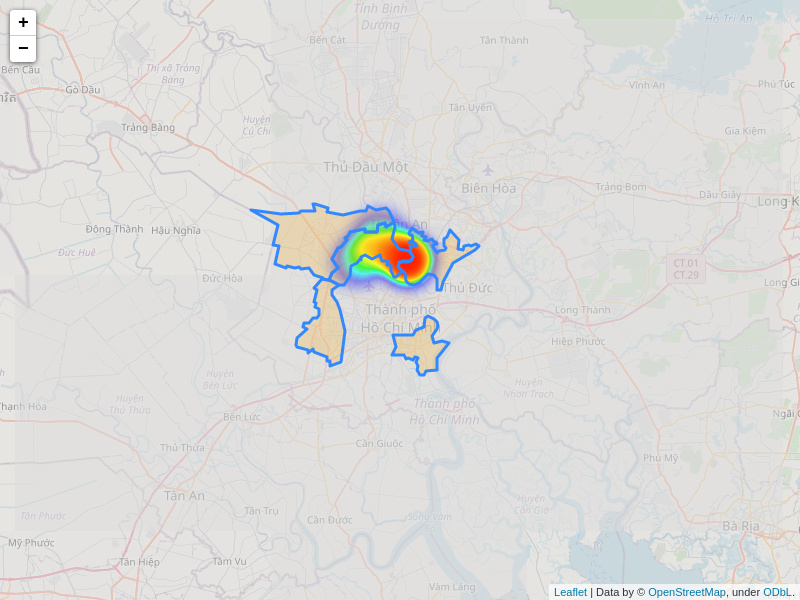 +
−
Tỉnh Bình
Dương
Hồ Trị An
Bến Cát
Tân Thành
Bến Cầu
Thị xã Trảng
Bàng
Gò Dầu
Vĩnh An
Phú Túc
Tân Uyên
Huyện
Củ Chi
Trảng Bàng
Gia Kiệm
Thủ Dầu Một
Biên Hòa
Trảng Bom
Dầu Giây
Long K
Đông Thành
Hậu Nghĩa
An
Đức Huệ
CT.01
CT.29
Đức Hòa
Long Gi
Thủ Đức
Thành phố
Hồ Chí Min
Long Thành
Hiệp Phước
Huyện
Bến Lức
Huyện
Nhơn Trạch
Huyện
Thủ Thừa
Thạnh Hóa
Thành phố
Hồ Chí Minh
Bến Lức
Ngãi
Cần Giuộc
Thủ Thừa
Phú Mỹ
Tân An
Huyện
Cần Giờ
Tân Trụ
Tân Phước
Cần Đước
Bà Rịa
Mỹ Phước
Tân Hiệp
Tầm Vu
Vàm Láng
Leaflet | Data by © OpenStreetMap, under ODbL.